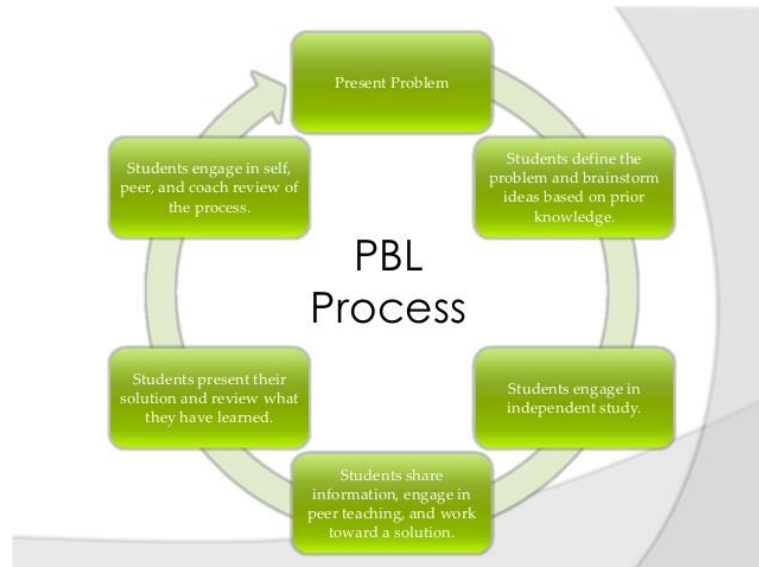 Present Problem
Students define the
problem and brainstorm
ideas based on prior
knowledge.
Students engage in
independent study.
Students share
information, engage in
peer teaching, and work
toward a solution.
Students present their
solution and review what
they have learned.
Students engage in self,
peer, and coach review of
the process.
PBL
Process